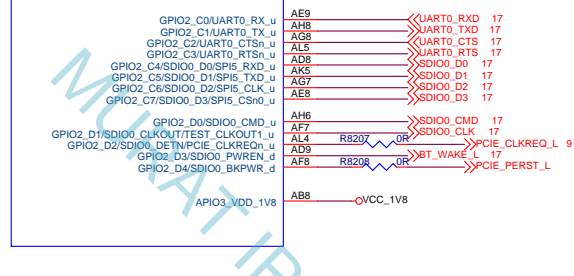 GPIO2_C0/UART0_RX_u AE9 UART0_RXD 17
GPIO2_C1/UART0_TX_u AH8 UART0_TXD 17
GPIO2_C2/UART0_CTSn_u AG8 UART0_CTS 17
GPIO2_C3/UART0_RTSn_u AL5 UART0_RTS 17
GPIO2_C4/SDIO0_D0/SPI5_RXD_u AD8 SDIO0_D0 17
GPIO2_C5/SDIO0_D1/SPI5_TXD_u AK5 SDIO0_D1 17
GPIO2_C6/SDIO0_D2/SPI5_CLK_u AG7 SDIO0_D2 17
GPIO2_C7/SDIO0_D3/SPI5_CSn0_u AE8 SDIO0_D3 17
GPIO2_D0/SDIO0_CMD_u AH6 SDIO0_CMD 17
GPIO2_D1/SDIO0_CLKOUT/TEST_CLKOUT1_u AF7 SDIO0_CLK 17
GPIO2_D2/SDIO0_DETN/PCIE_CLKREQn_u AL4 R8207 0R PCIE_CLKREQ_L 9
GPIO2_D3/SDIO0_PWREN_d AD9 BT_WAKE_L 17
GPIO2_D4/SDIO0_BKPWR_d AF8 R8208 0R PCIE_PERST_L
APIO3_VDD_1V8 AB8 VCC_1V8
MURAT